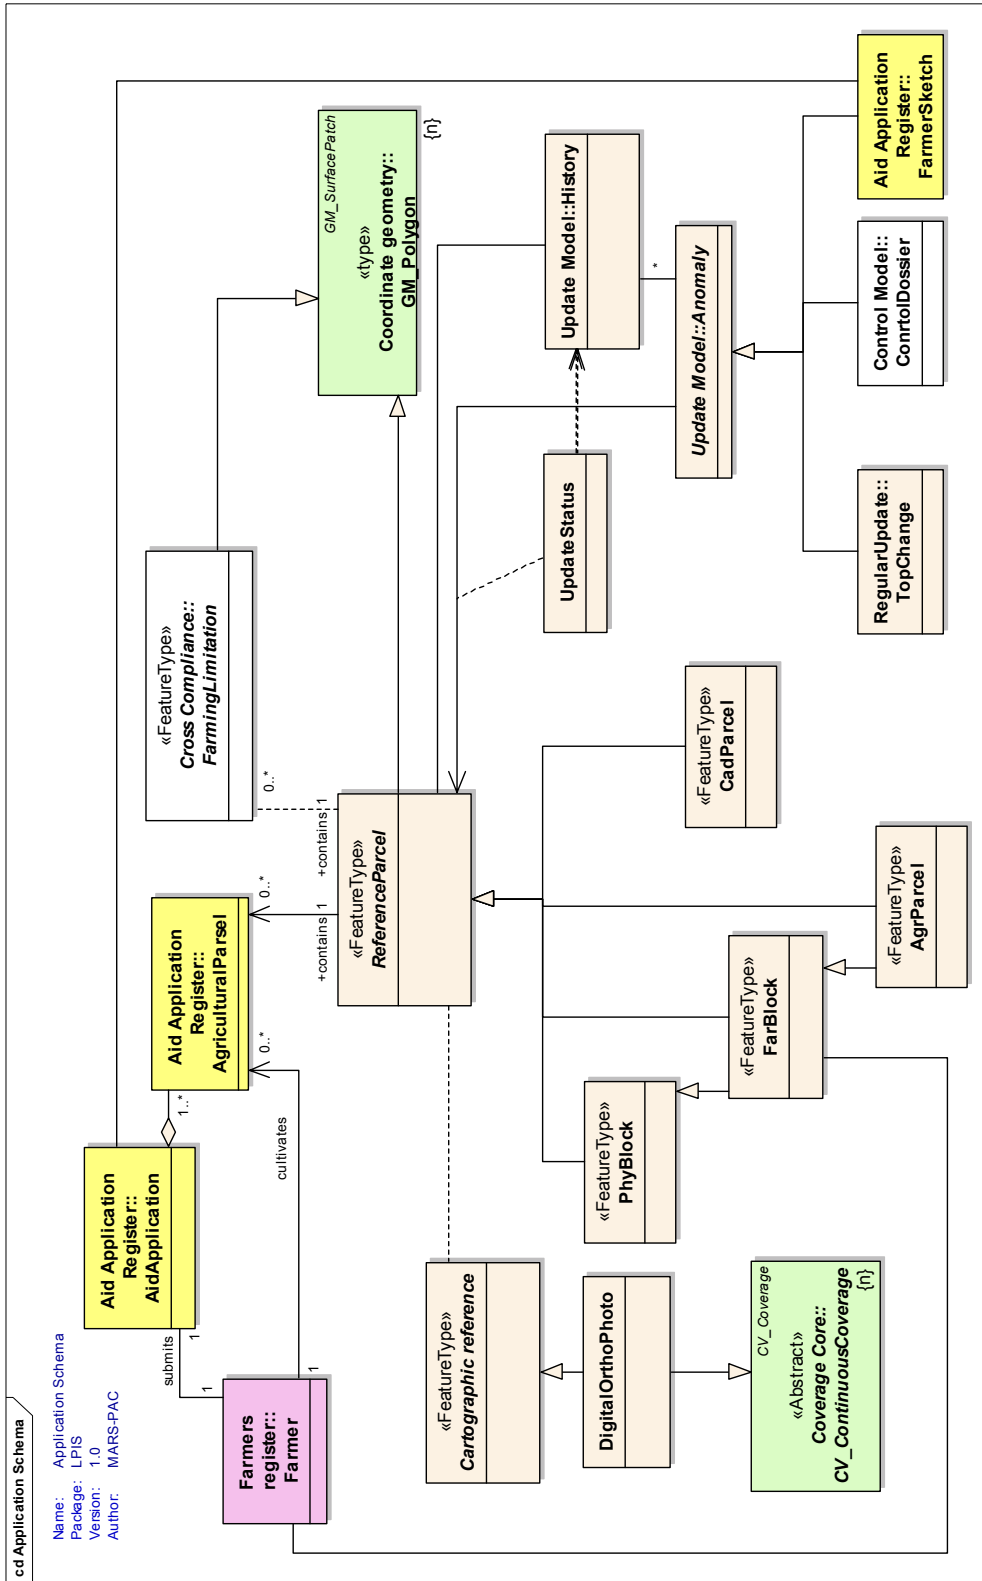 cd Application Schema
Name: Application Schema
Package: LPIS
Version: 1.0
Author: MARS-PAC
Farmers
register::
Farmer
submits
1
1
1
cultivates
0..*
Aid Application
Register::
AidApplication
1..*
Aid Application
Register::
AgriculturalParsel
0..*
+contains 1
+contains 1
0..*
«FeatureType»
Cross Compliance::
FarmingLimitation
GM_SurfacePatch
«type»
Coordinate geometry::
GM_Polygon
{n}
«FeatureType»
ReferenceParcel
«FeatureType»
Cartographic reference
DigitalOrthoPhoto
CV_Coverage
«Abstract»
Coverage Core::
CV_ContinuousCoverage
{n}
«FeatureType»
PhyBlock
«FeatureType»
FarBlock
«FeatureType»
AgrParcel
«FeatureType»
CadParcel
UpdateStatus
Update Model::History
*
Update Model::Anomaly
RegularUpdate::
TopChange
Control Model::
ConrtolDossier
Aid Application
Register::
FarmerSketch